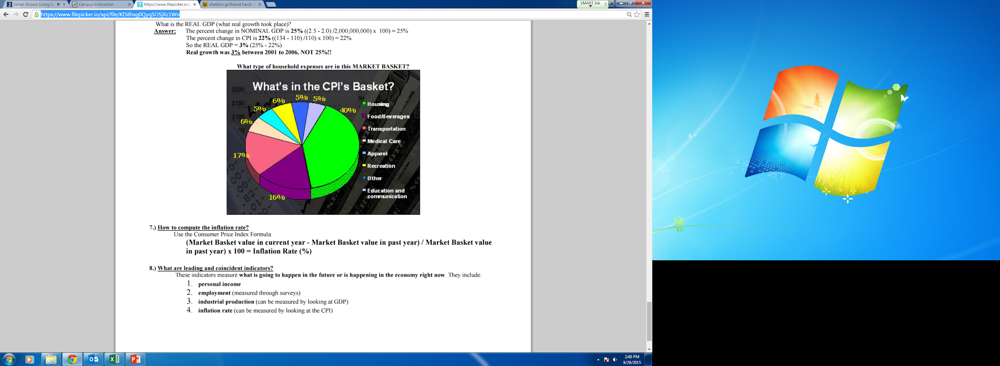 James Brown: Living In
Campus Instruction
https://www.filepicker.io/a
sheldon girlfriend hand -
SMART Ink
https://www.filepicker.io/api/file/KI58hxg0QyqSOSjXz1Wn
What is the REAL GDP (what real growth took place)?
Answer: The percent change in NOMINAL GDP is 25% ((2.5 - 2.0) /2,000,000,000) x 100) = 25%
The percent change in CPI is 22% ((134 - 110) /110) x 100) = 22%
So the REAL GDP = 3% (25% - 22%).
Real growth was 3% between 2001 to 2006, NOT 25%!!
What type of household expenses are in this MARKET BASKET?
What's in the CPI's Basket?
5% 5%
6%
5%
40%
6%
17%
16%
Housing
Food/Beverages
Transportation
Medical Care
Apparel
Recreation
Other
Education and
communication
2200
2150
2100
7.) How to compute the inflation rate?
Use the Consumer Price Index Formula:
(Market Basket value in current year - Market Basket value in past year) / Market Basket value
in past year) x 100 = Inflation Rate (%)
8.) What are leading and coincident indicators?
These indicators measure what is going to happen in the future or is happening in the economy right now. They include:
1. personal income
2. employment (measured through surveys)
3. industrial production (can be measured by looking at GDP)
4. inflation rate (can be measured by looking at the CPI)
2:40 PM
9/29/2015